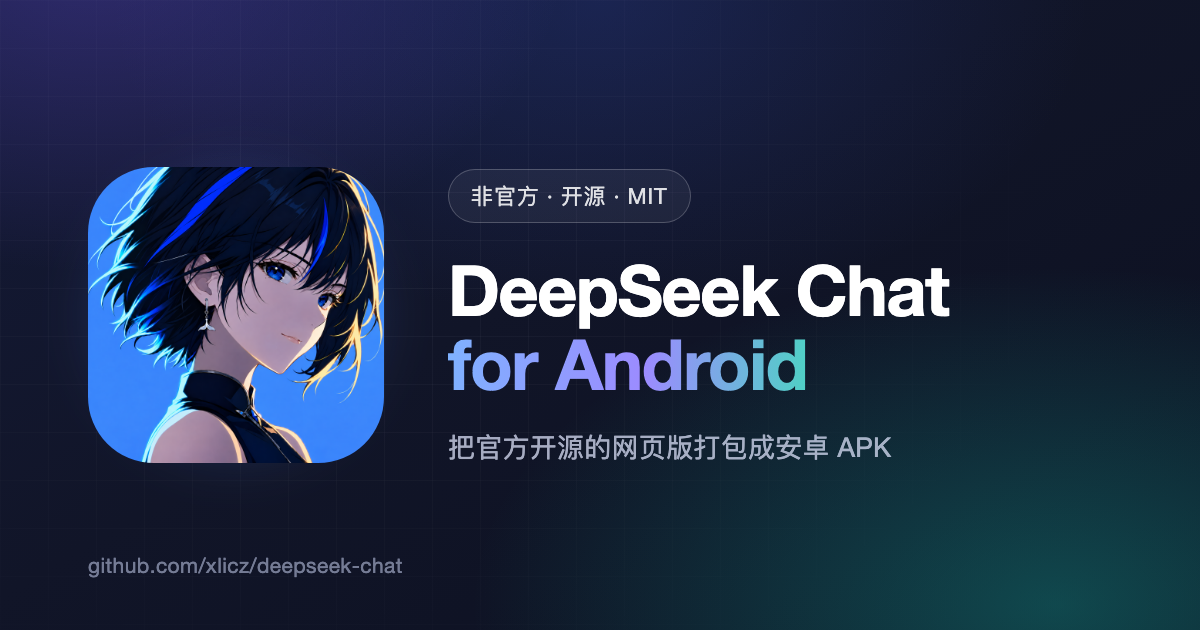 非官方 · 开源 · MIT
DeepSeek Chat
for Android
把官方开源的网页版打包成安卓 APK
github.com/xlicz/deepseek-chat